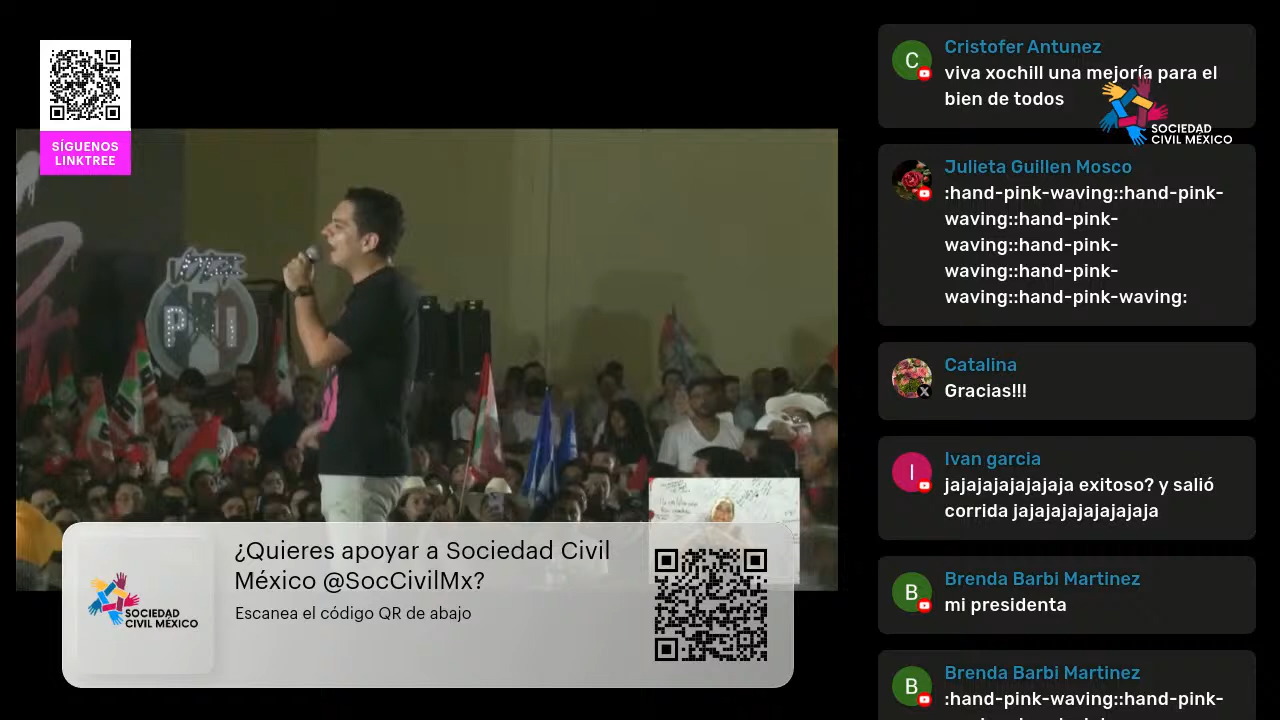 SÍGUENOS
LINKTREE
PRI
¿Quieres apoyar a Sociedad Civil
México @SocCivilMx?
Escanea el código QR de abajo
SOCIEDAD
CIVIL MÉXICO
Cristofer Antunez
viva xochill una mejoría para el
bien de todos
SOCIEDAD
CIVIL MÉXICO
Julieta Guillen Mosco
:hand-pink-waving::hand-pink-
waving::hand-pink-
waving::hand-pink-
waving::hand-pink-
waving::hand-pink-waving:
Catalina
Gracias!!!
Ivan garcia
jajajajajajajaja exitoso? y salió
corrida jajajajajajajajaja
Brenda Barbi Martinez
mi presidenta
Brenda Barbi Martinez
:hand-pink-waving::hand-pink-